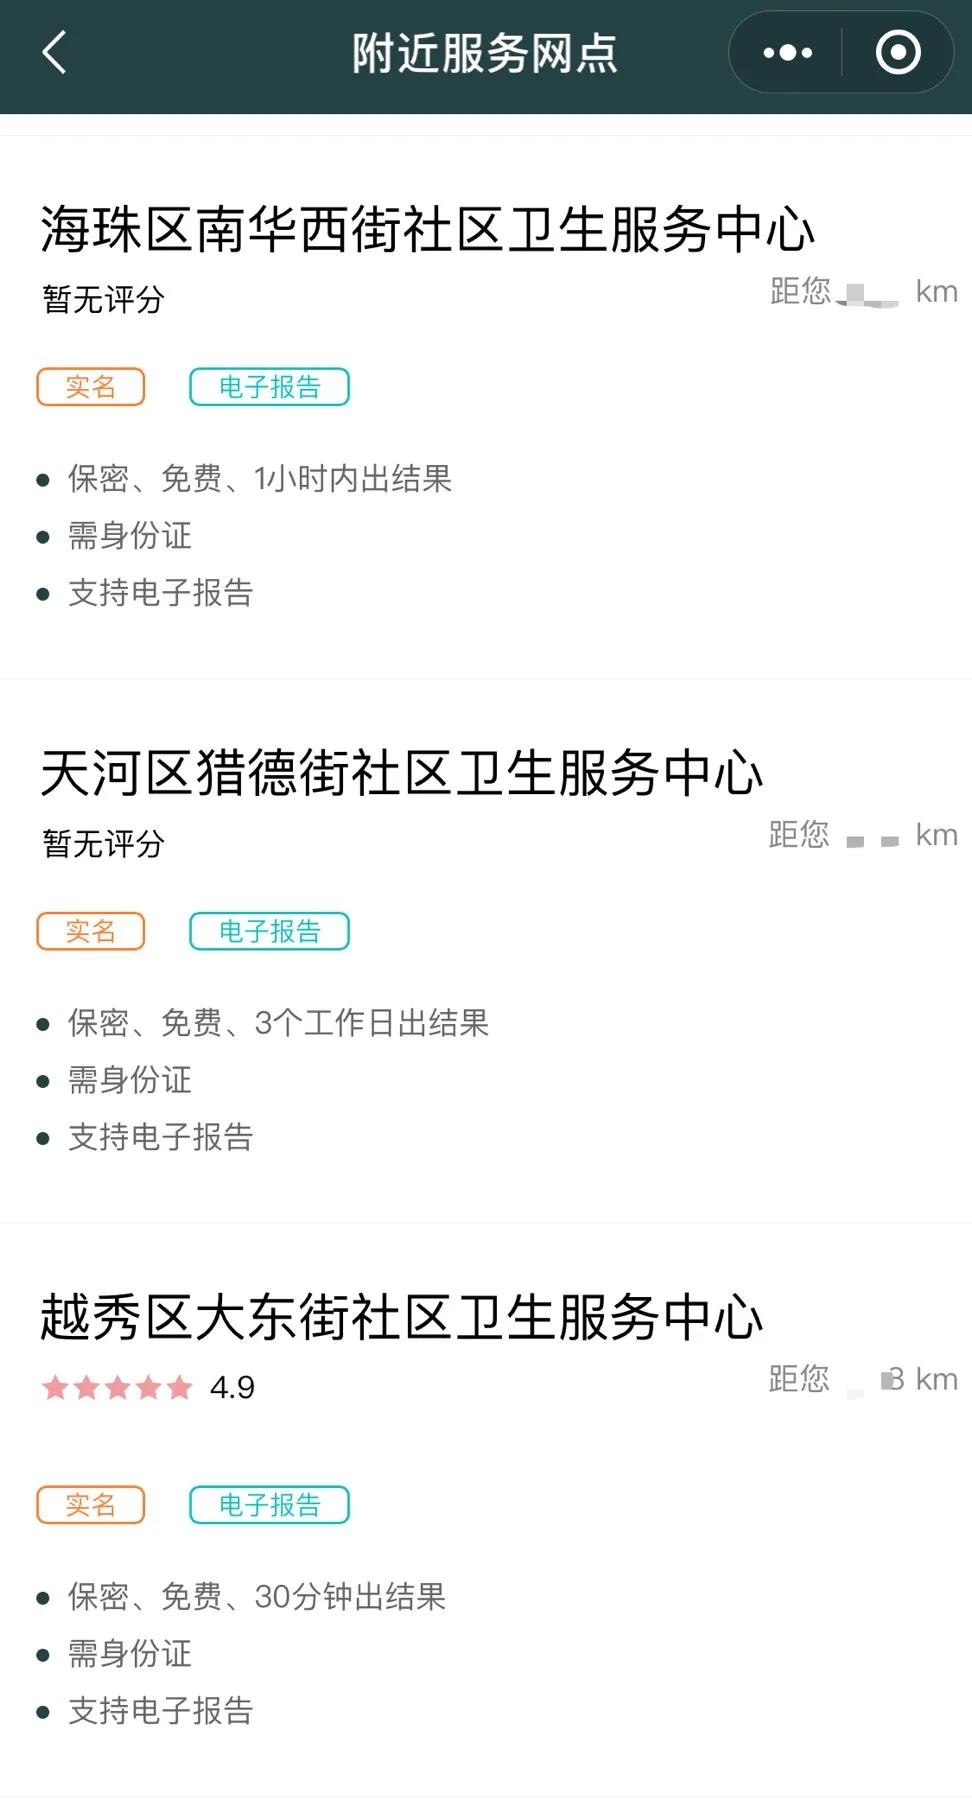 附近服务网点
海珠区南华西街社区卫生服务中心
暂无评分
距您 km
实名 电子报告
保密、免费、1小时内出结果
需身份证
支持电子报告
天河区猎德街社区卫生服务中心
暂无评分
距您 km
实名 电子报告
保密、免费、3个工作日出结果
需身份证
支持电子报告
越秀区大东街社区卫生服务中心
4.9
距您 3 km
实名 电子报告
保密、免费、30分钟出结果
需身份证
支持电子报告